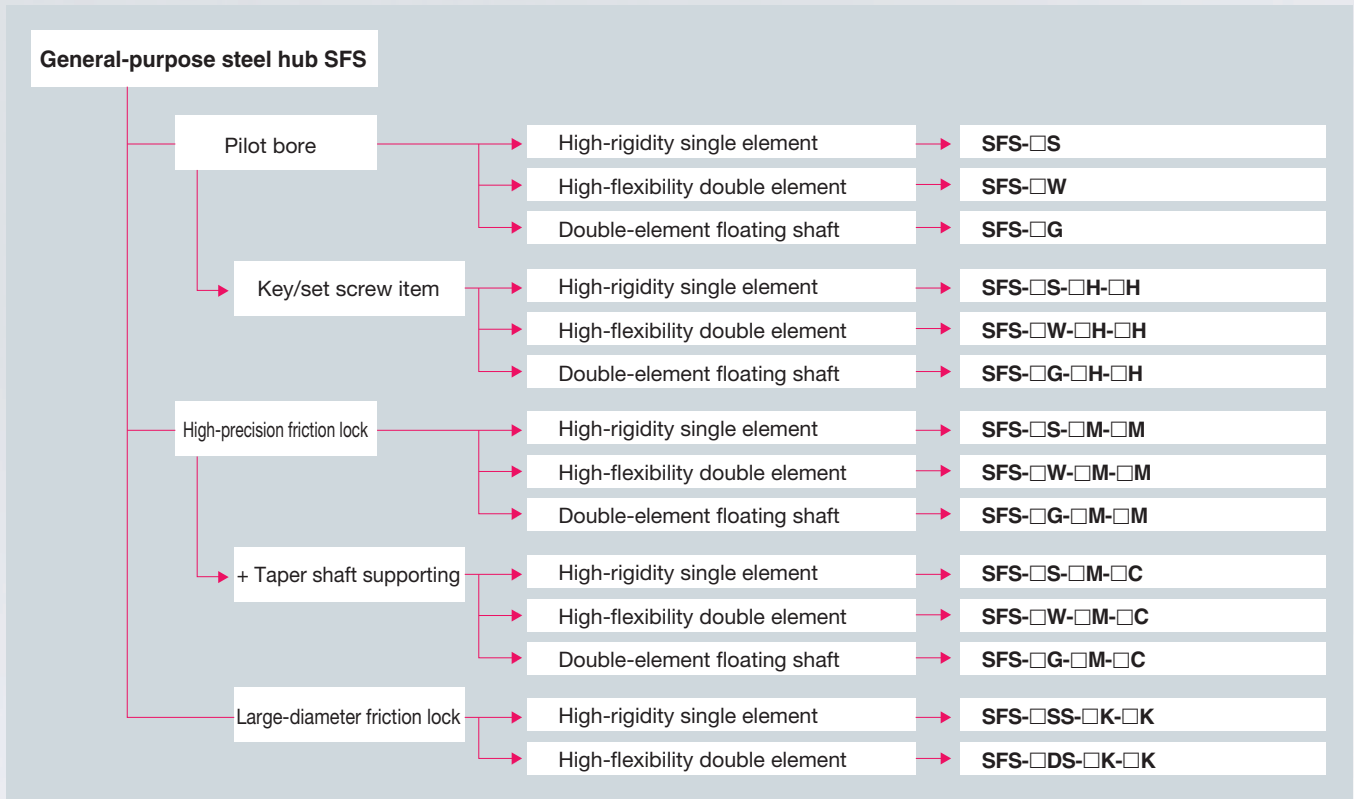 General-purpose steel hub SFS
Pilot bore
High-rigidity single element
SFS-□S
High-flexibility double element
SFS-□W
Double-element floating shaft
SFS-□G
Key/set screw item
High-rigidity single element
SFS-□S-□H-□H
High-flexibility double element
SFS-□W-□H-□H
Double-element floating shaft
SFS-□G-□H-□H
High-precision friction lock
High-rigidity single element
SFS-□S-□M-□M
High-flexibility double element
SFS-□W-□M-□M
Double-element floating shaft
SFS-□G-□M-□M
+ Taper shaft supporting
High-rigidity single element
SFS-□S-□M-□C
High-flexibility double element
SFS-□W-□M-□C
Double-element floating shaft
SFS-□G-□M-□C
Large-diameter friction lock
High-rigidity single element
SFS-□SS-□K-□K
High-flexibility double element
SFS-□DS-□K-□K